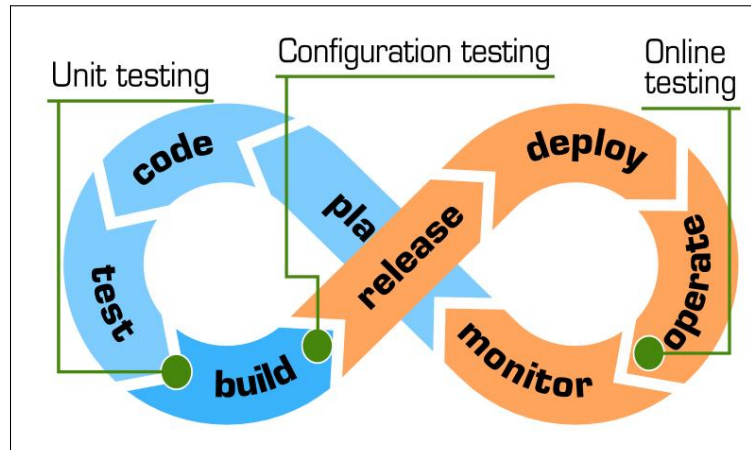 Unit testing
Configuration testing
Online
testing
code
pla
test
build
release
deploy
operate
monitor